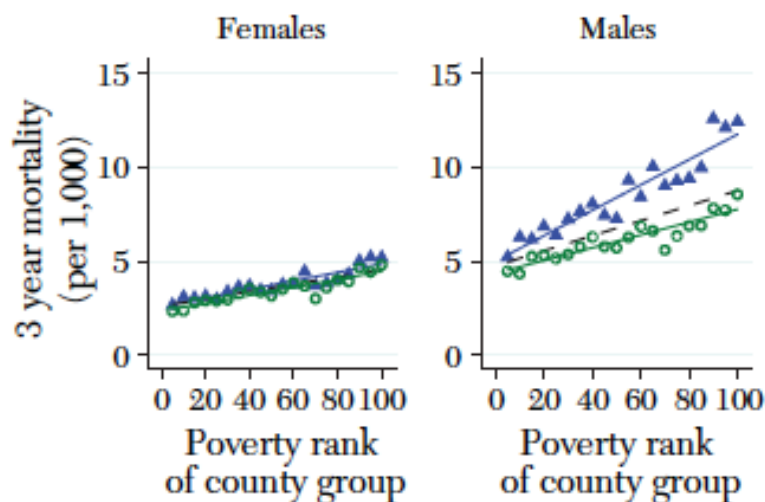 Females
Males
3 year mortality
(per 1,000)
15
10
5
0
0 20 40 60 80 100
Poverty rank
of county group
15
10
5
0
0 20 40 60 80 100
Poverty rank
of county group